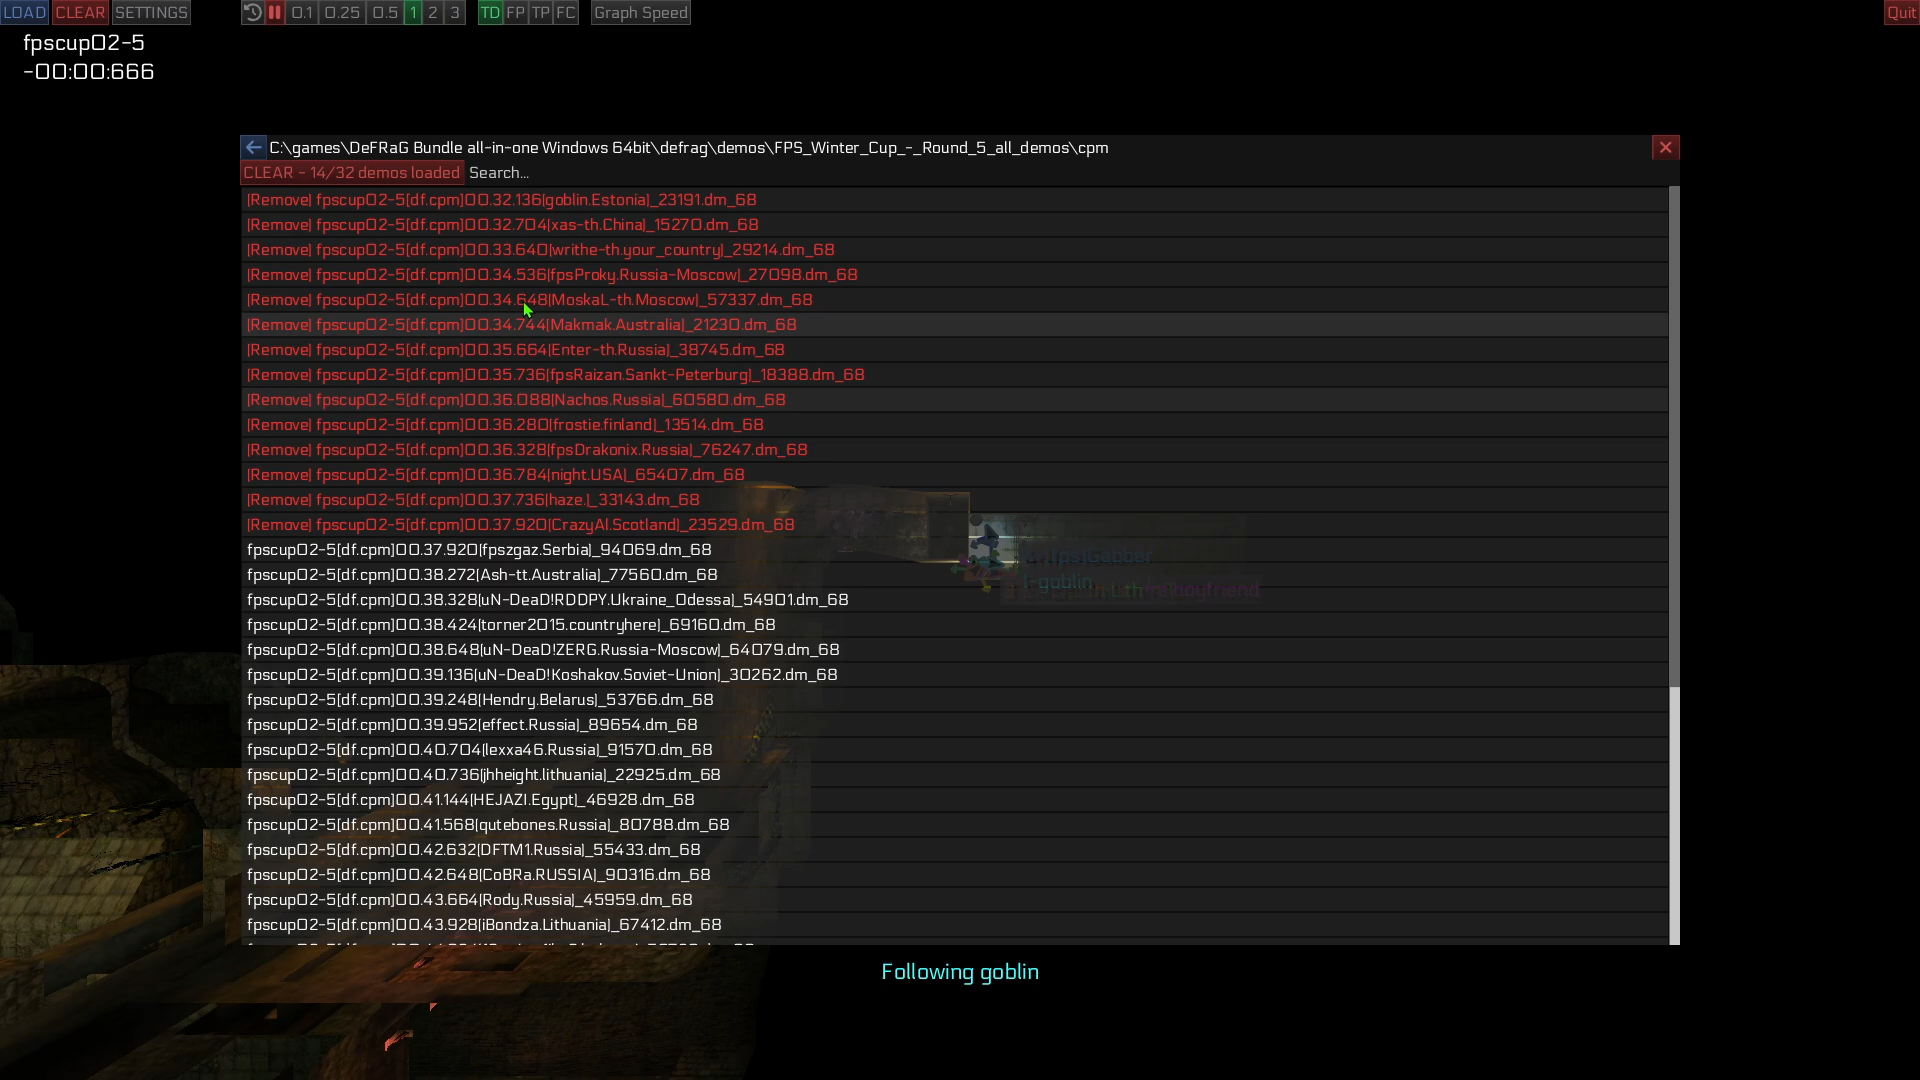 LOAD CLEAR SETTINGS 0.1 0.25 0.5 1 2 3 TD FP TP FC Graph Speed Quit
fpscup02-5
-00:00:666
C:\games\DeFRaG Bundle all-in-one Windows 64bit\defrag\demos\FPS_Winter_Cup_-_Round_5_all_demos\cpm
CLEAR - 14/32 demos loaded Search...
(Remove) fpscup02-5[df.cpm]00.32.136(goblin.Estonia)_23191.dm_68
(Remove) fpscup02-5[df.cpm]00.32.704(xas-th.China)_15270.dm_68
(Remove) fpscup02-5[df.cpm]00.33.640(writhe-th.your_country)_29214.dm_68
(Remove) fpscup02-5[df.cpm]00.34.536(fpsProky.Russia-Moscow)_27098.dm_68
(Remove) fpscup02-5[df.cpm]00.34.648(MoskaL-th.Moscow)_57337.dm_68
(Remove) fpscup02-5[df.cpm]00.34.744(Makmak.Australia)_21230.dm_68
(Remove) fpscup02-5[df.cpm]00.35.664(Enter-th.Russia)_38745.dm_68
(Remove) fpscup02-5[df.cpm]00.35.736(fpsRaizan.Sankt-Peterburg)_18388.dm_68
(Remove) fpscup02-5[df.cpm]00.36.088(Nachos.Russia)_60580.dm_68
(Remove) fpscup02-5[df.cpm]00.36.280(frostie.finland)_13514.dm_68
(Remove) fpscup02-5[df.cpm]00.36.328(fpsDrakonix.Russia)_76247.dm_68
(Remove) fpscup02-5[df.cpm]00.36.784(night.USA)_65407.dm_68
(Remove) fpscup02-5[df.cpm]00.37.736(haze.)_33143.dm_68
(Remove) fpscup02-5[df.cpm]00.37.920(CrazyAl.Scotland)_23529.dm_68
fpscup02-5[df.cpm]00.37.920(fpszgaz.Serbia)_94069.dm_68
fpscup02-5[df.cpm]00.38.272(Ash-tt.Australia)_77560.dm_68
fpscup02-5[df.cpm]00.38.328(uN-DeaD!RDDPY.Ukraine_Odessa)_54901.dm_68
fpscup02-5[df.cpm]00.38.424(torner2015.countryhere)_69160.dm_68
fpscup02-5[df.cpm]00.38.648(uN-DeaD!ZERG.Russia-Moscow)_64079.dm_68
fpscup02-5[df.cpm]00.39.136(uN-DeaD!Koshakov.Soviet-Union)_30262.dm_68
fpscup02-5[df.cpm]00.39.248(Hendry.Belarus)_53766.dm_68
fpscup02-5[df.cpm]00.39.952(effect.Russia)_89654.dm_68
fpscup02-5[df.cpm]00.40.704(lexxa46.Russia)_91570.dm_68
fpscup02-5[df.cpm]00.40.736(jhheight.lithuania)_22925.dm_68
fpscup02-5[df.cpm]00.41.144(HEJAZI.Egypt)_46928.dm_68
fpscup02-5[df.cpm]00.41.568(qutebones.Russia)_80788.dm_68
fpscup02-5[df.cpm]00.42.632(DFTM1.Russia)_55433.dm_68
fpscup02-5[df.cpm]00.42.648(CoBRa.RUSSIA)_90316.dm_68
fpscup02-5[df.cpm]00.43.664(Rody.Russia)_45959.dm_68
fpscup02-5[df.cpm]00.43.928(iBondza.Lithuania)_67412.dm_68
Following goblin